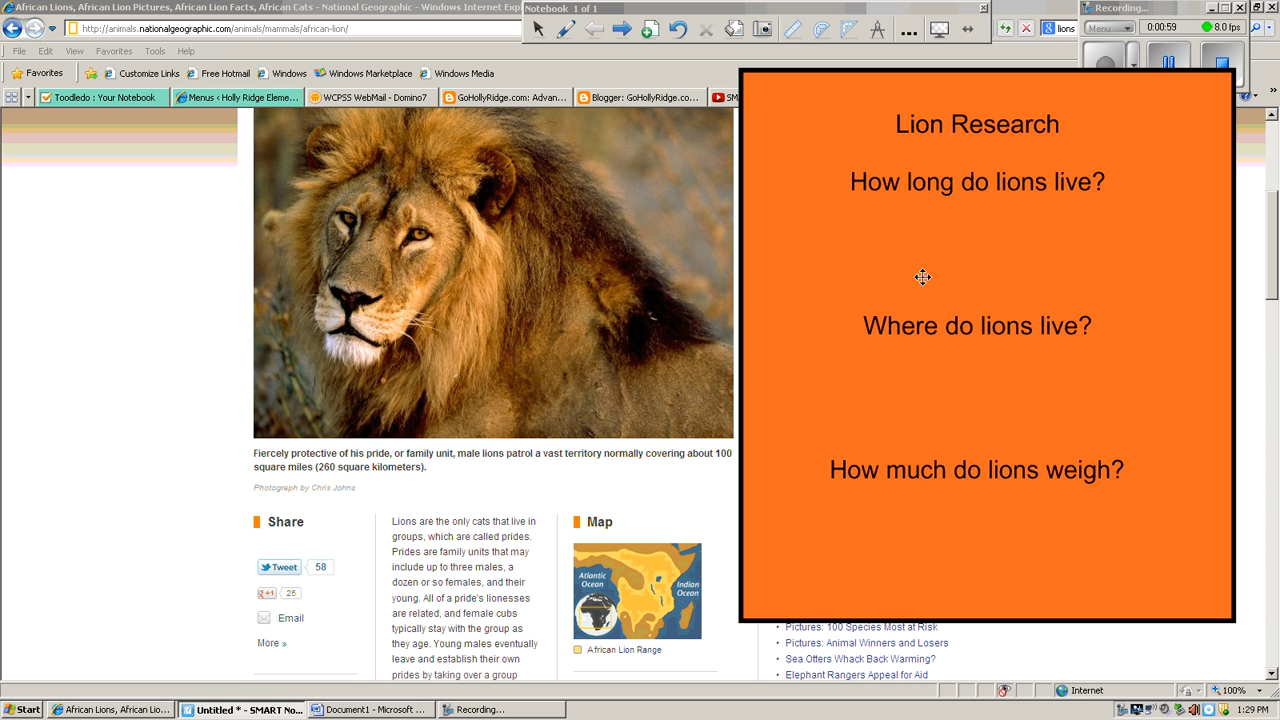 African Lions, African Lion Pictures, African Lion Facts, African Cats - National Geographic - Windows Internet Exp
Notebook 1 of 1
Recording...
http://animals.nationalgeographic.com/animals/mammals/african-lion/
lions
Menu
0:00:59
8.0 fps
File Edit View Favorites Tools Help
Favorites
Customize Links
Free Hotmail
Windows
Windows Marketplace
Windows Media
Toodledo : Your Notebook
Menus < Holly Ridge Eleme...
WCPSS WebMail - Domino7
GoHollyRidge.com: Advan...
Blogger: GoHollyRidge.co...
SM
Lion Research
How long do lions live?
Where do lions live?
How much do lions weigh?
Fiercely protective of his pride, or family unit, male lions patrol a vast territory normally covering about 100
square miles (260 square kilometers).
Photograph by Chris Johns
Share
Tweet 58
+1 25
Email
More »
Lions are the only cats that live in
groups, which are called prides.
Prides are family units that may
include up to three males, a
dozen or so females, and their
young. All of a pride's lionesses
are related, and female cubs
typically stay with the group as
they age. Young males eventually
leave and establish their own
prides by taking over a group
Map
Atlantic
Ocean
Indian
Ocean
African Lion Range
Pictures: 100 Species Most at Risk
Pictures: Animal Winners and Losers
Sea Otters Whack Back Warming?
Elephant Rangers Appeal for Aid
Internet
100%
Start
African Lions, African Lio...
Untitled * - SMART No...
Document1 - Microsoft ...
Recording...
1:29 PM